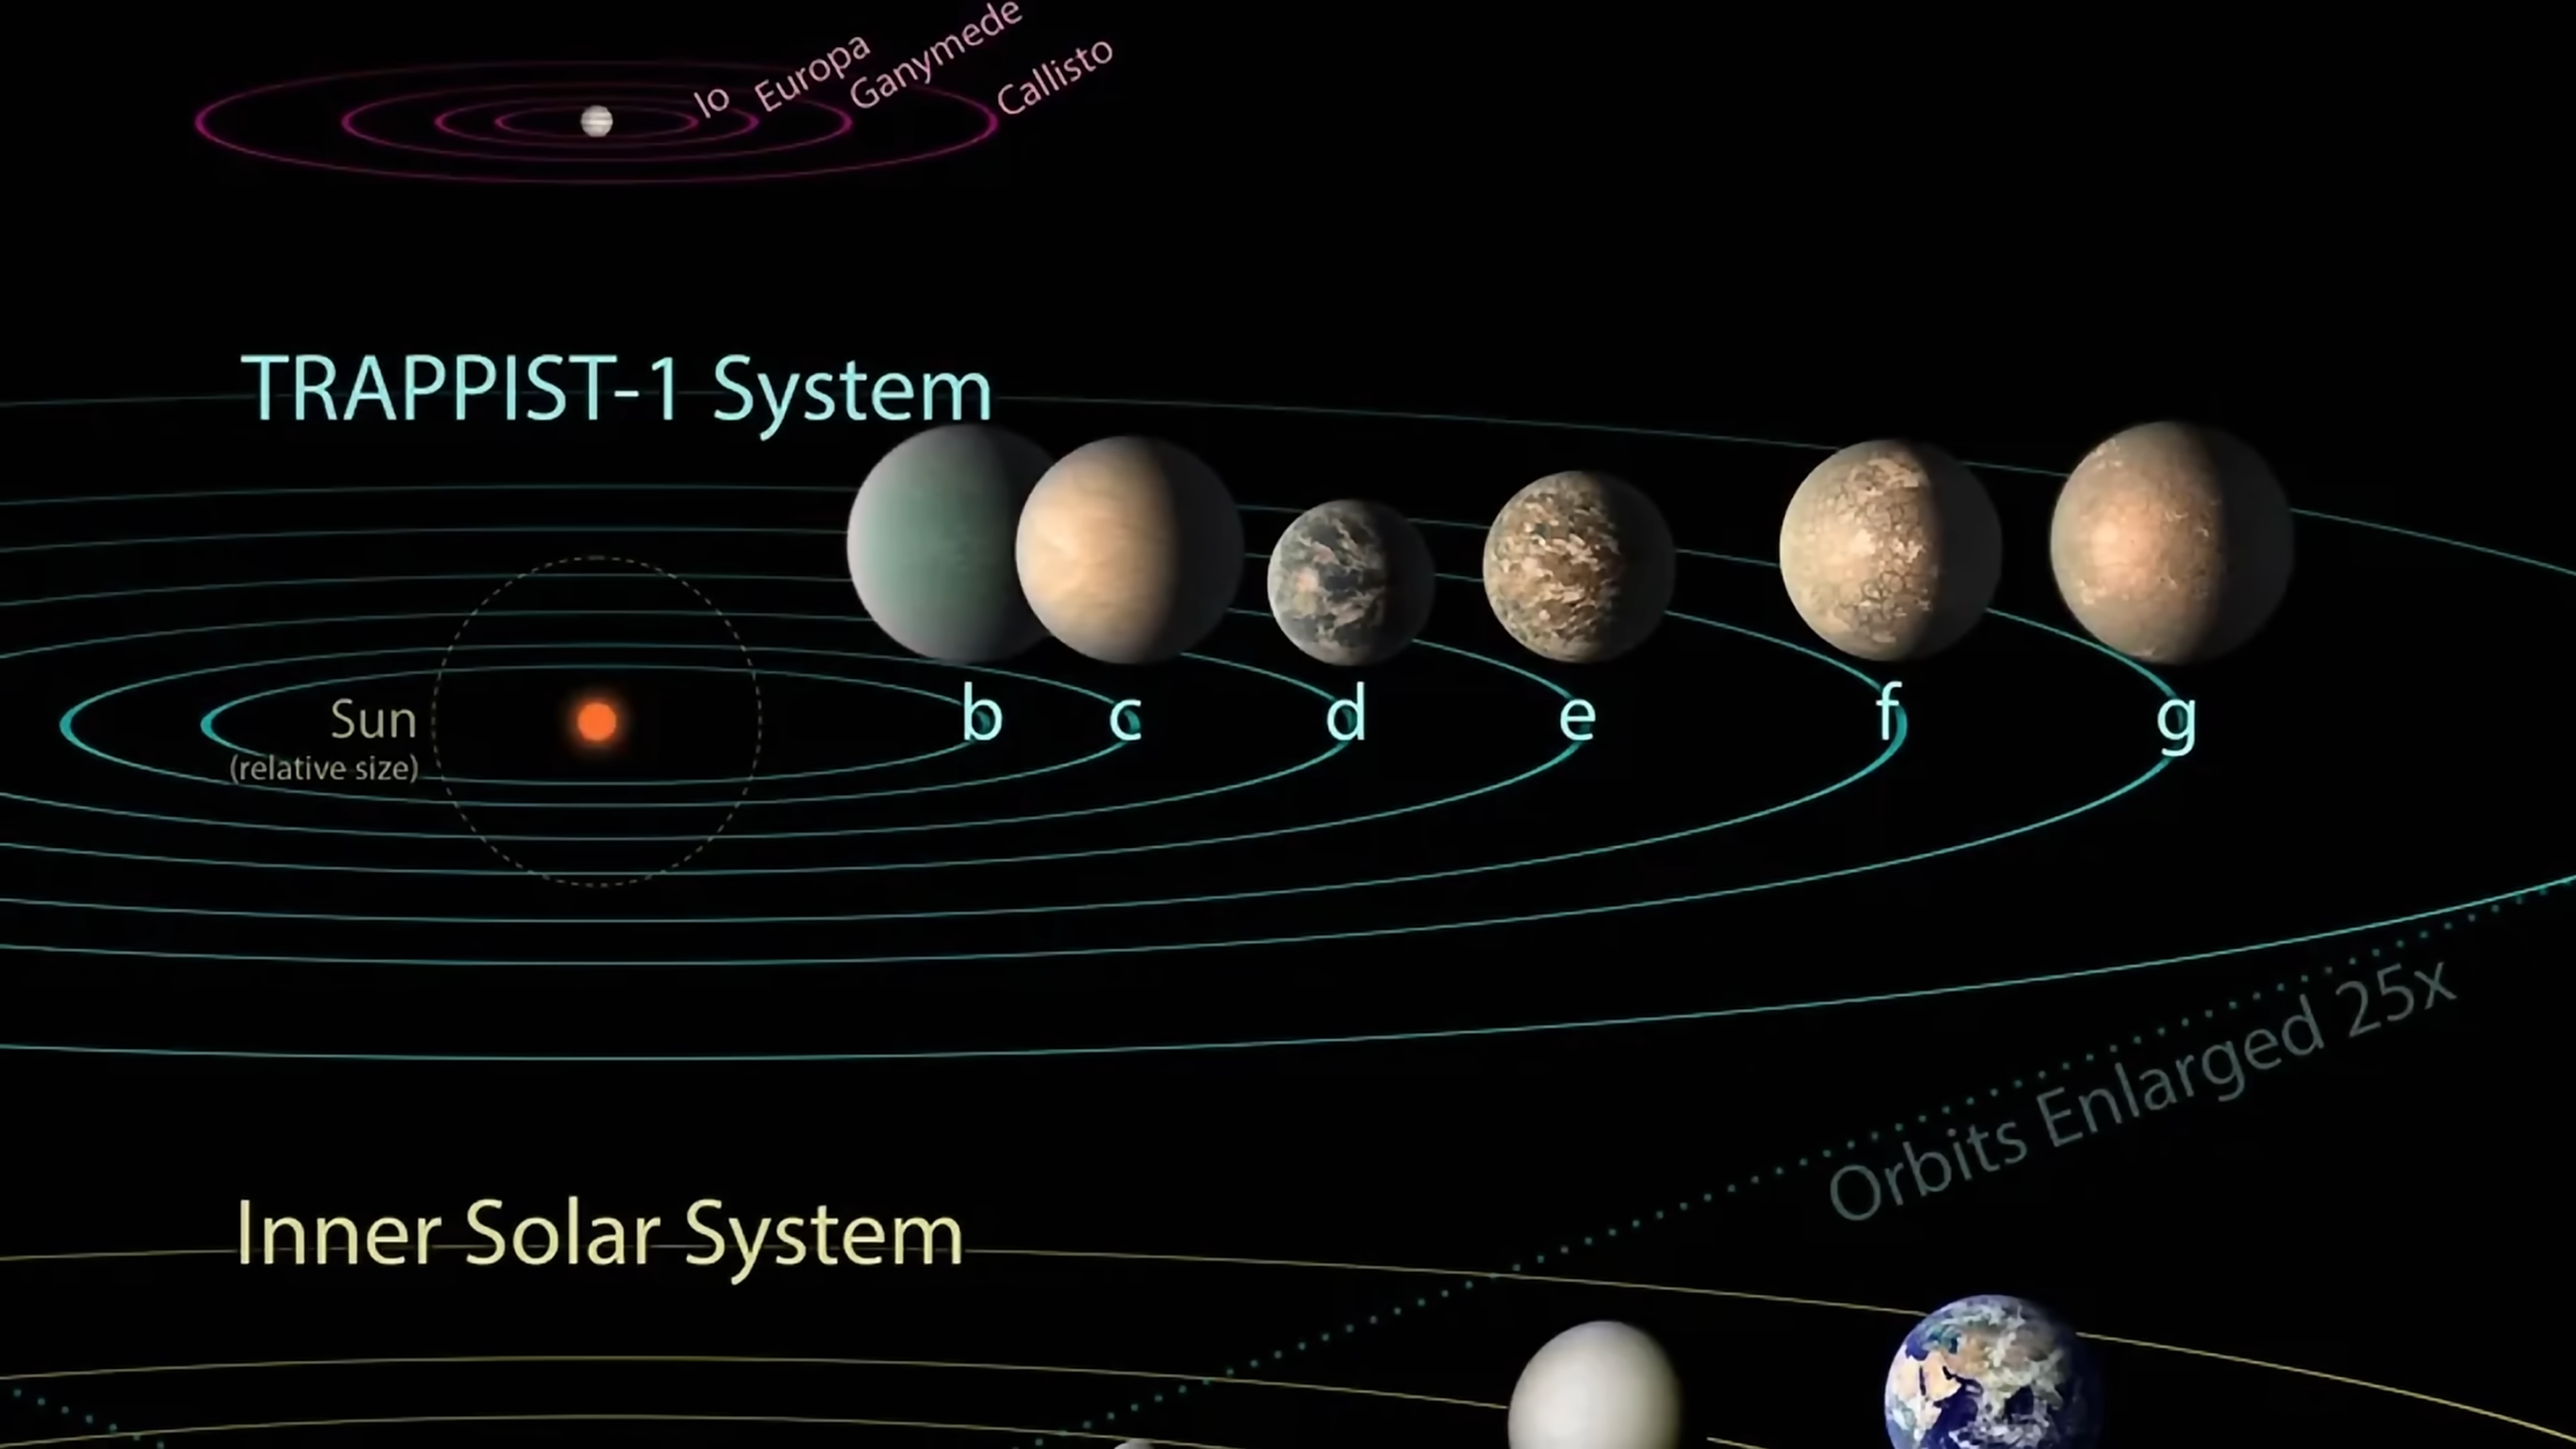 Io
Europa
Ganymede
Callisto
TRAPPIST-1 System
Sun
(relative size)
b
c
d
e
f
g
Orbits Enlarged 25x
Inner Solar System